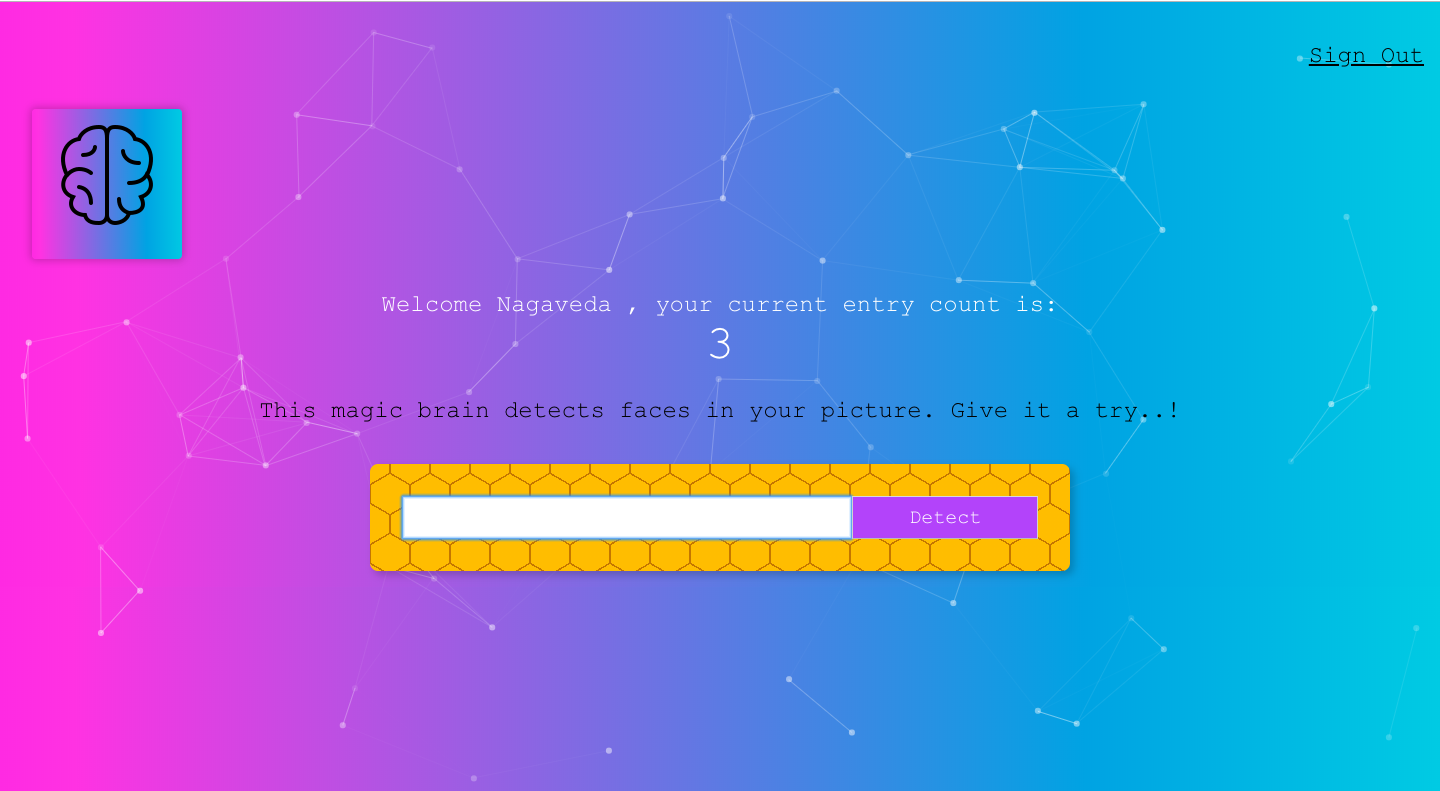 Sign Out
Welcome Nagaveda , your current entry count is:
3
This magic brain detects faces in your picture. Give it a try..!
Detect